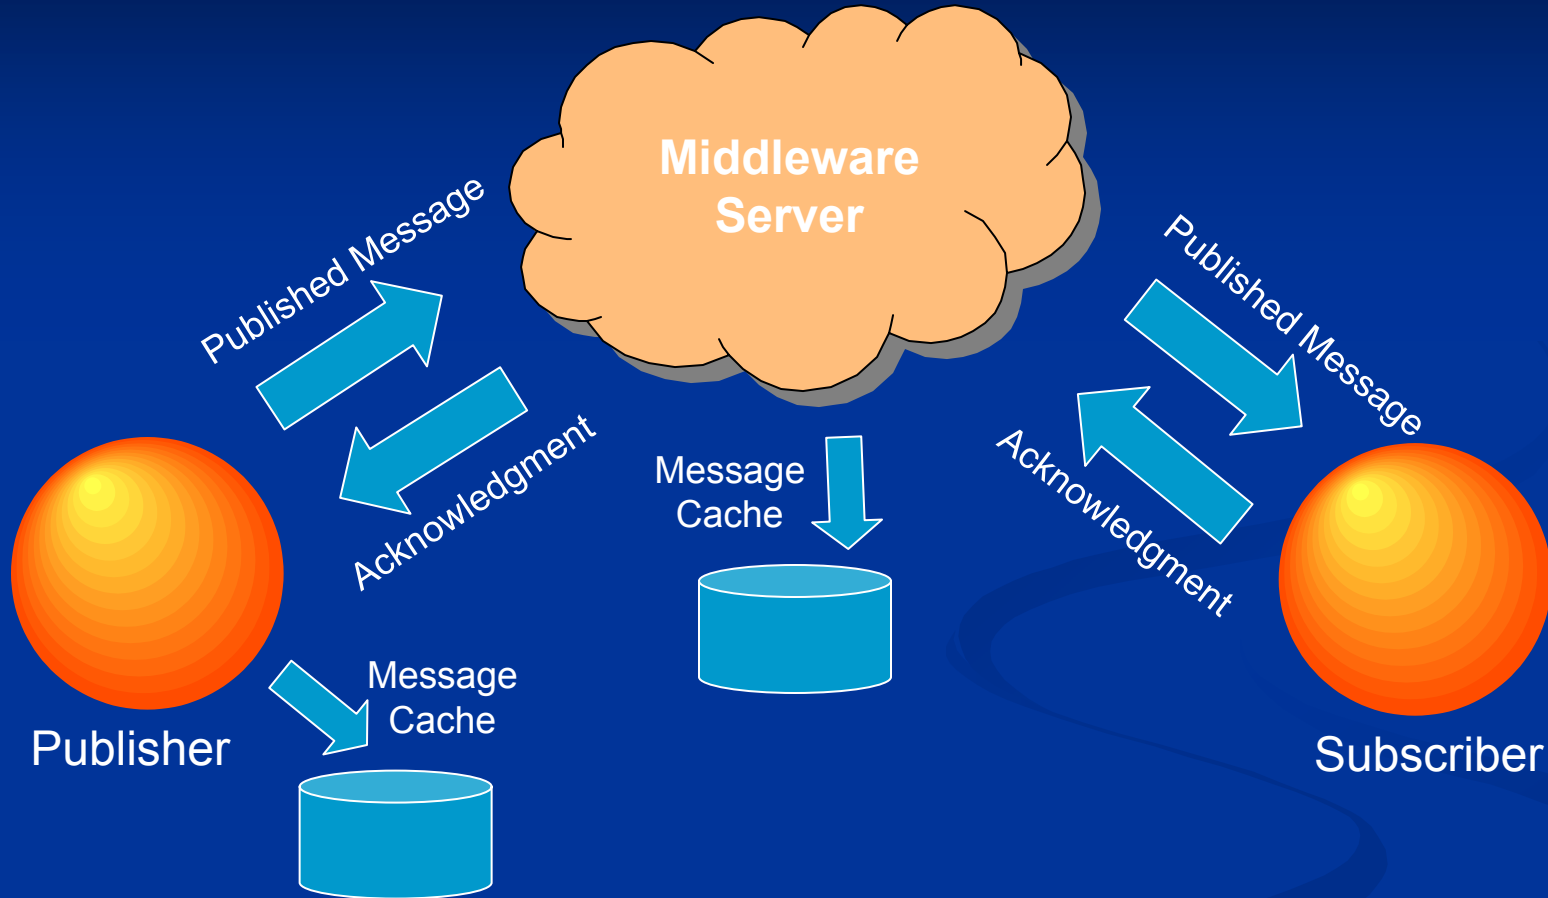 Middleware
Server
Published Message
Published Message
Acknowledgment
Message
Cache
Acknowledgment
Message
Cache
Publisher
Subscriber